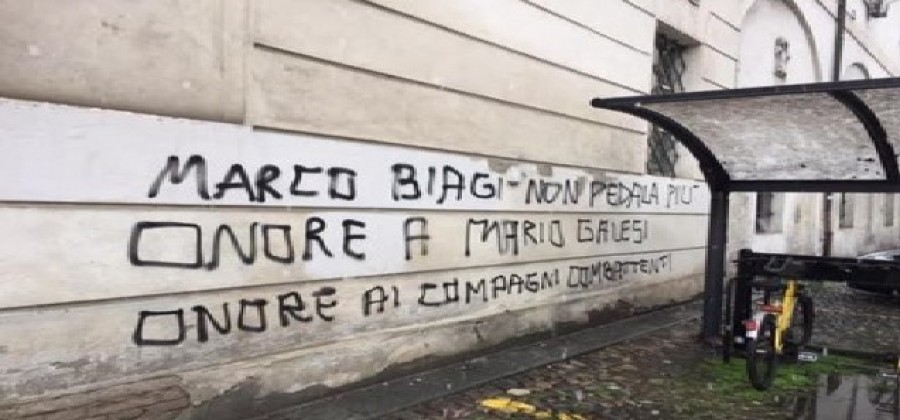 MARCO BIAGI - NON PEDALA PIU'
ONORE A MARIO GALESI
ONORE AI COMPAGNI COMBATTENTI